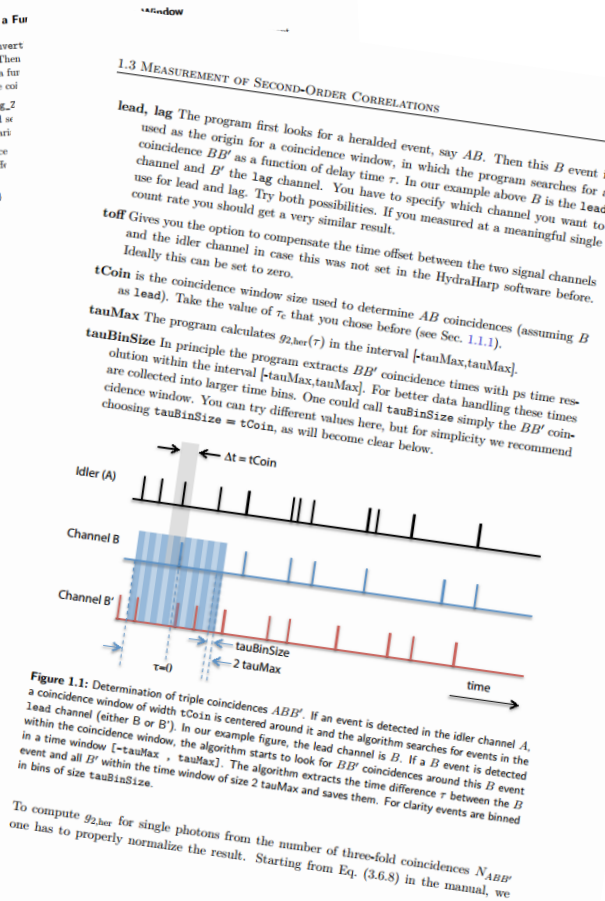 a Fur
Window
1.3 MEASUREMENT OF SECOND-ORDER CORRELATIONS
lead, lag The program first looks for a heralded event, say AB. Then this B event
used as the origin for a coincidence window, in which the program searches for
coincidence BB′ as a function of delay time τ. In our example above B is the lead
channel and B′ the lag channel. You have to specify which channel you want to
use for lead and lag. Try both possibilities. If you measured at a meaningful single
count rate you should get a very similar result.
toff Gives you the option to compensate the time offset between the two signal channels
and the idler channel in case this was not set in the HydraHarp software before.
Ideally this can be set to zero.
tCoin is the coincidence window size used to determine AB coincidences (assuming B
as lead). Take the value of τc that you chose before (see Sec. 1.1.1).
tauMax The program calculates g2,her(τ) in the interval [-tauMax,tauMax].
tauBinSize In principle the program extracts BB′ coincidence times with ps time res-
olution within the interval [-tauMax,tauMax]. For better data handling these times
are collected into larger time bins. One could call tauBinSize simply the BB′ coin-
cidence window. You can try different values here, but for simplicity we recommend
choosing tauBinSize = tCoin, as will become clear below.
Δt = tCoin
Idler (A)
Channel B
Channel B'
tauBinSize
2 tauMax
τ=0
time
Figure 1.1: Determination of triple coincidences ABB′. If an event is detected in the idler channel A,
a coincidence window of width tCoin is centered around it and the algorithm searches for events in the
lead channel (either B or B'). In our example figure, the lead channel is B. If a B event is detected
within the coincidence window, the algorithm starts to look for BB′ coincidences around this B event
in a time window [-tauMax , tauMax]. The algorithm extracts the time difference τ between the B
event and all B′ within the time window of size 2 tauMax and saves them. For clarity events are binned
in bins of size tauBinSize.
To compute g2,her for single photons from the number of three-fold coincidences NABB′
one has to properly normalize the result. Starting from Eq. (3.6.8) in the manual, we